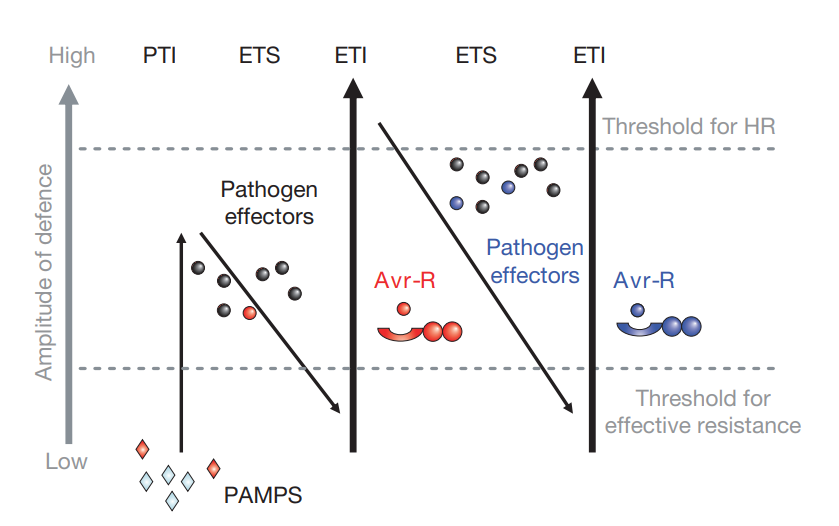 High PTI ETS ETI ETS ETI
Threshold for HR
Pathogen
effectors
Pathogen
effectors
Avr-R
Avr-R
Amplitude of defence
Threshold for
effective resistance
Low
PAMPS